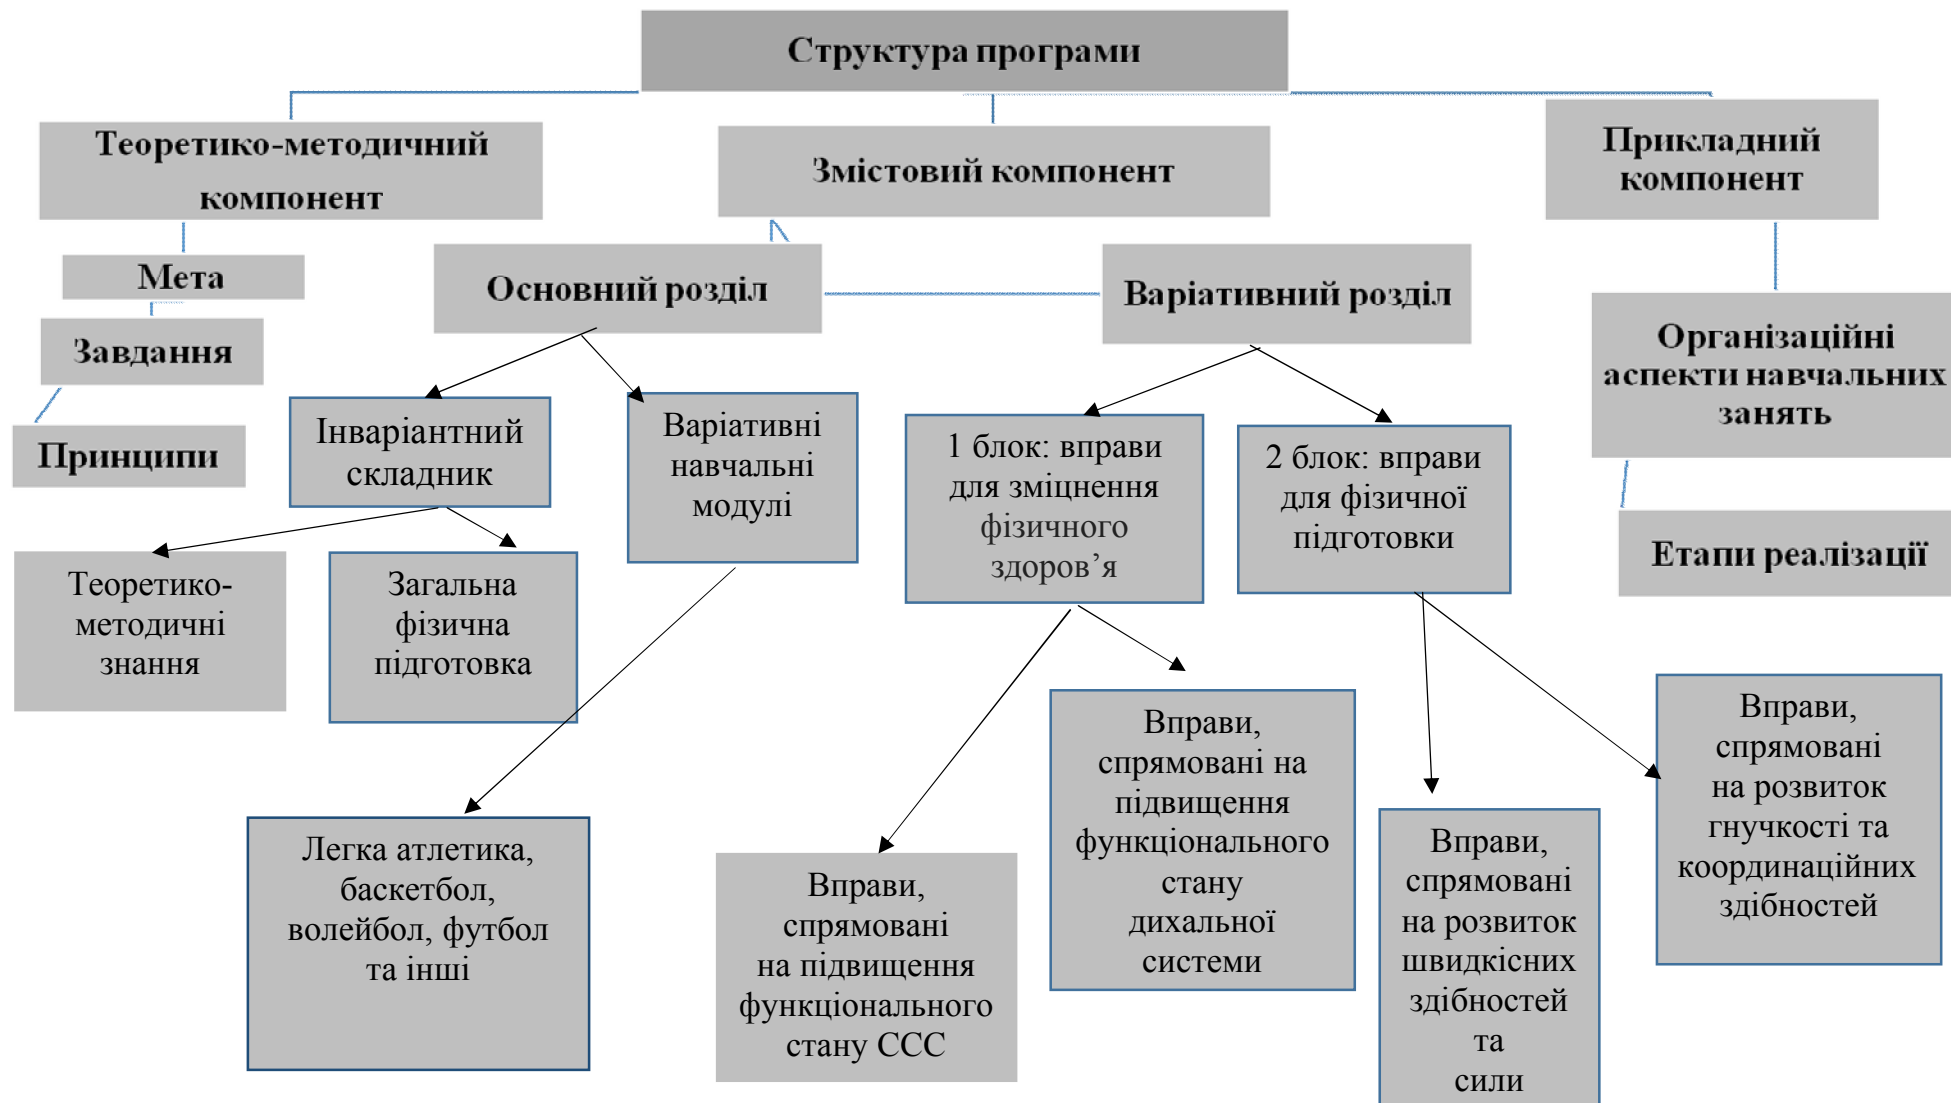 Структура програми
Теоретико-методичний
компонент
Змістовий компонент
Прикладний
компонент
Мета
Завдання
Принципи
Основний розділ
Варіативний розділ
Організаційні
аспекти навчальних
занять
Етапи реалізації
Інваріантний
складник
Варіативні
навчальні
модулі
1 блок: вправи
для зміцнення
фізичного
здоров’я
2 блок: вправи
для фізичної
підготовки
Теоретико-
методичні
знання
Загальна
фізична
підготовка
Легка атлетика,
баскетбол,
волейбол, футбол
та інші
Вправи,
спрямовані
на підвищення
функціонального
стану ССС
Вправи,
спрямовані на
підвищення
функціонального
стану
дихальної
системи
Вправи,
спрямовані
на розвиток
швидкісних
здібностей
та
сили
Вправи,
спрямовані
на розвиток
гнучкості та
координаційних
здібностей